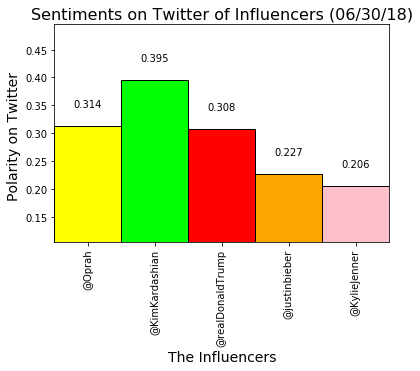 Sentiments on Twitter of Influencers (06/30/18)
Polarity on Twitter
0.45
0.40
0.35
0.30
0.25
0.20
0.15
0.314
0.395
0.308
0.227
0.206
@Oprah
@KimKardashian
@realDonaldTrump
@justinbieber
@KylieJenner
The Influencers